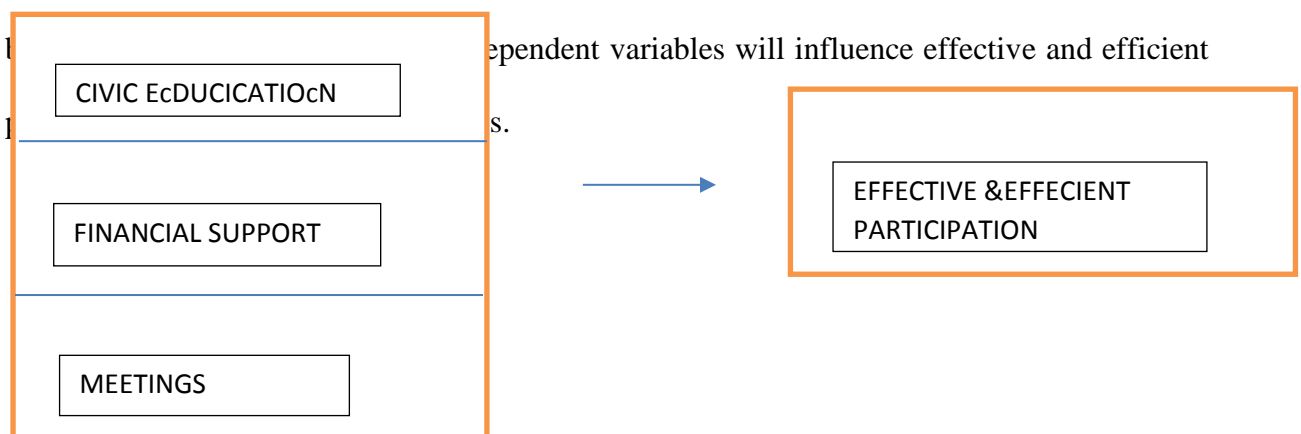 ependent variables will influence effective and efficient
s.
CIVIC EcDUCICATIOcN
FINANCIAL SUPPORT
MEETINGS
EFFECTIVE &EFFECIENT
PARTICIPATION